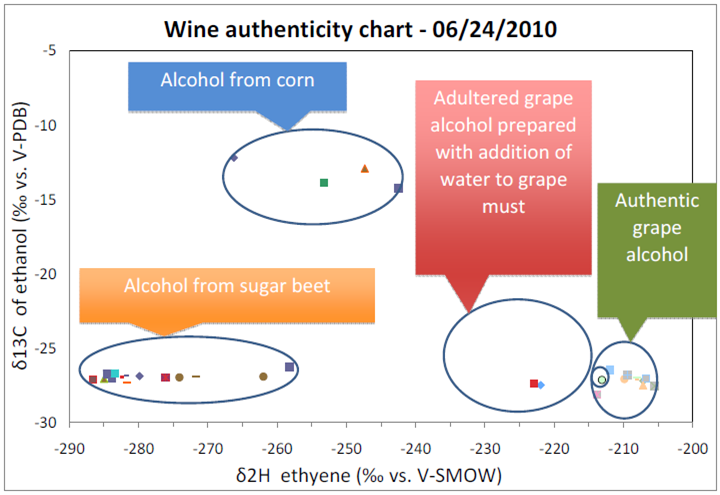 Wine authenticity chart - 06/24/2010
-5
-10
-15
-20
-25
-30
δ13C of ethanol (‰ vs. V-PDB)
Alcohol from corn
Adultered grape
alcohol prepared
with addition of
water to grape
must
Authentic
grape
alcohol
Alcohol from sugar beet
-290
-280
-270
-260
-250
-240
-230
-220
-210
-200
δ2H ethyene (‰ vs. V-SMOW)